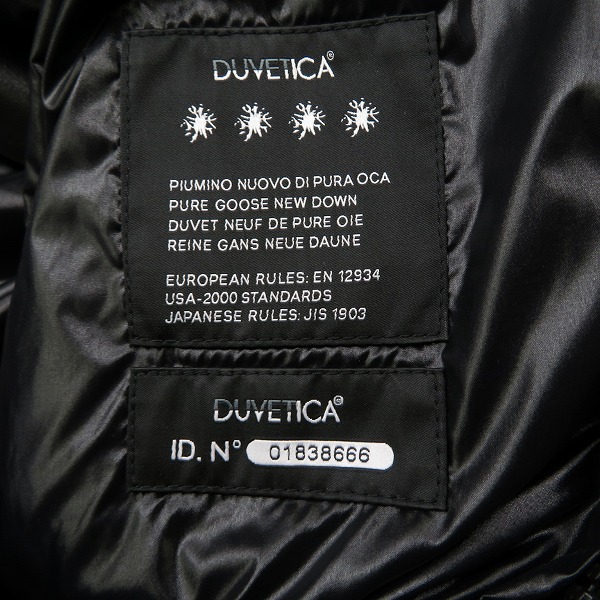 DUVETICA®
PIUMINO NUOVO DI PURA OCA
PURE GOOSE NEW DOWN
DUVET NEUF DE PURE OIE
REINE GANS NEUE DAUNE
EUROPEAN RULES: EN 12934
USA-2000 STANDARDS
JAPANESE RULES: JIS 1903
DUVETICA®
ID. N° 01838666